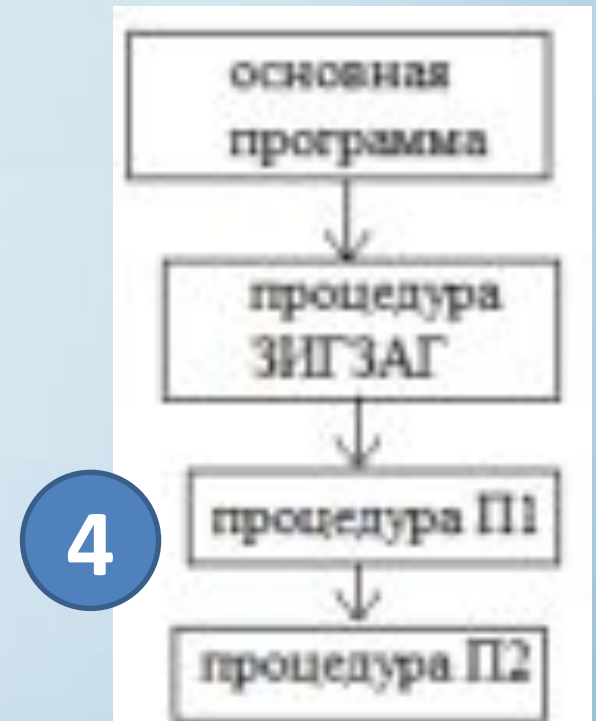 основная
программа
процедура
ЗИГЗАГ
4
процедура П1
процедура П2